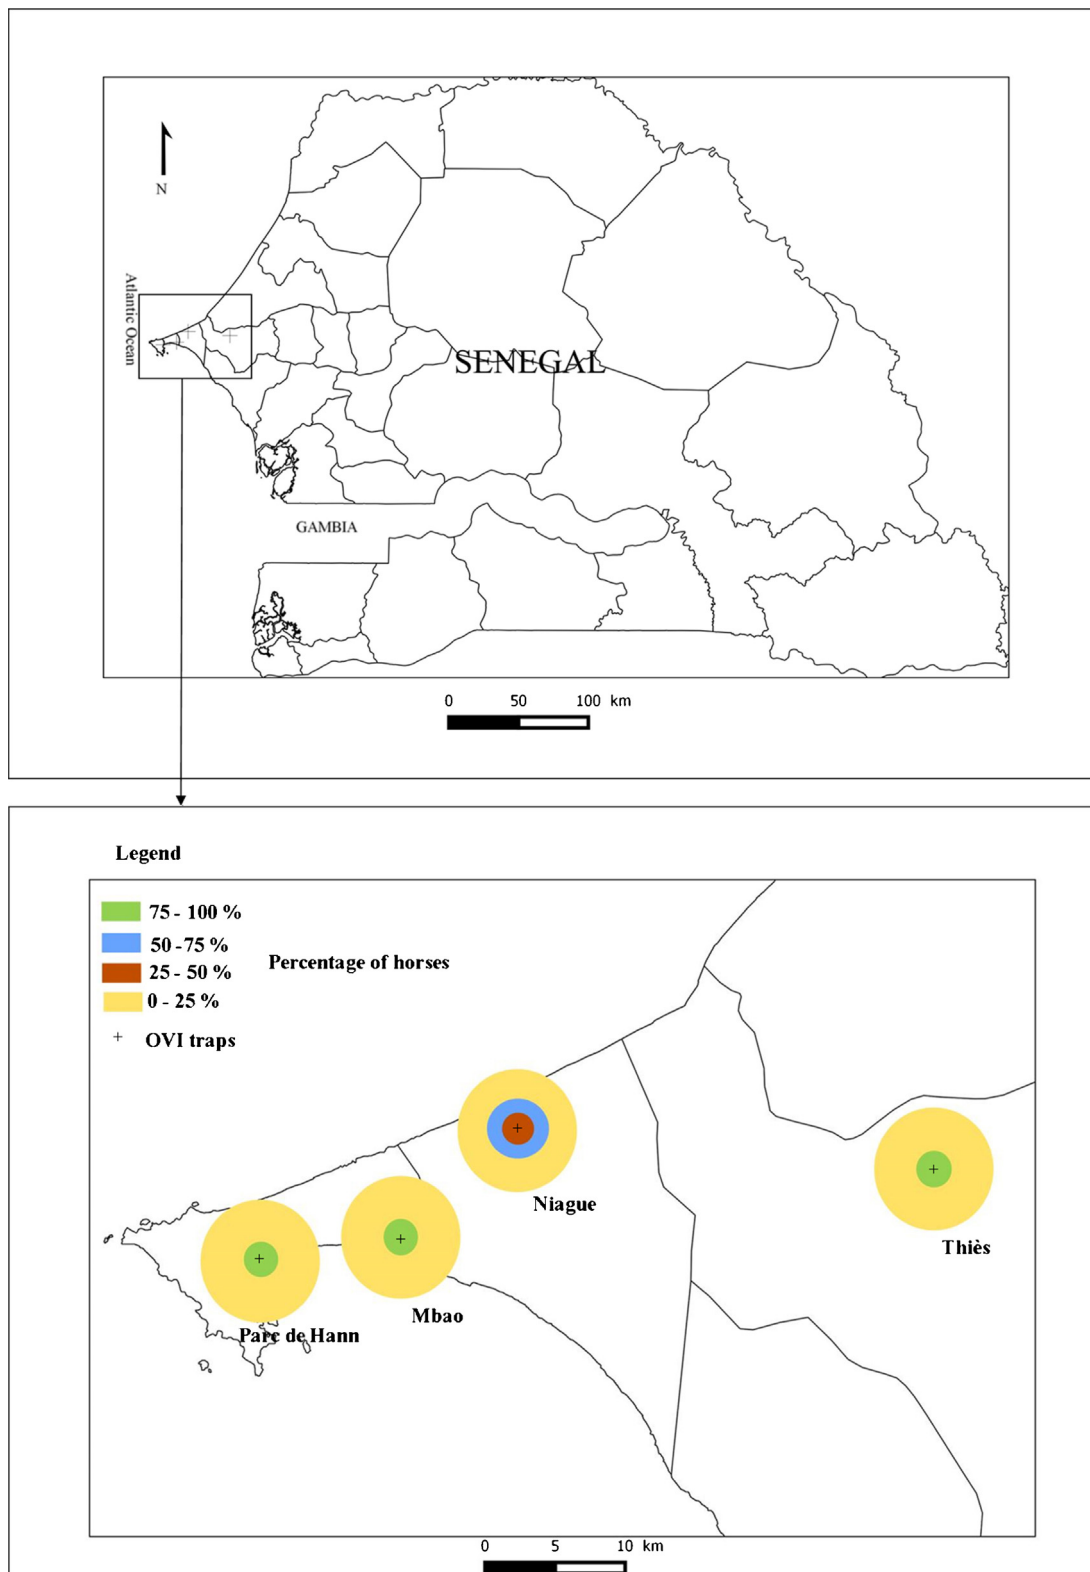 N
Atlantic Ocean
SENEGAL
GAMBIA
0 50 100 km
Legend
75 - 100 %
50 -75 %
25 - 50 %
0 - 25 %
Percentage of horses
OVI traps
Niague
Thiès
Mbao
Parc de Hann
0 5 10 km